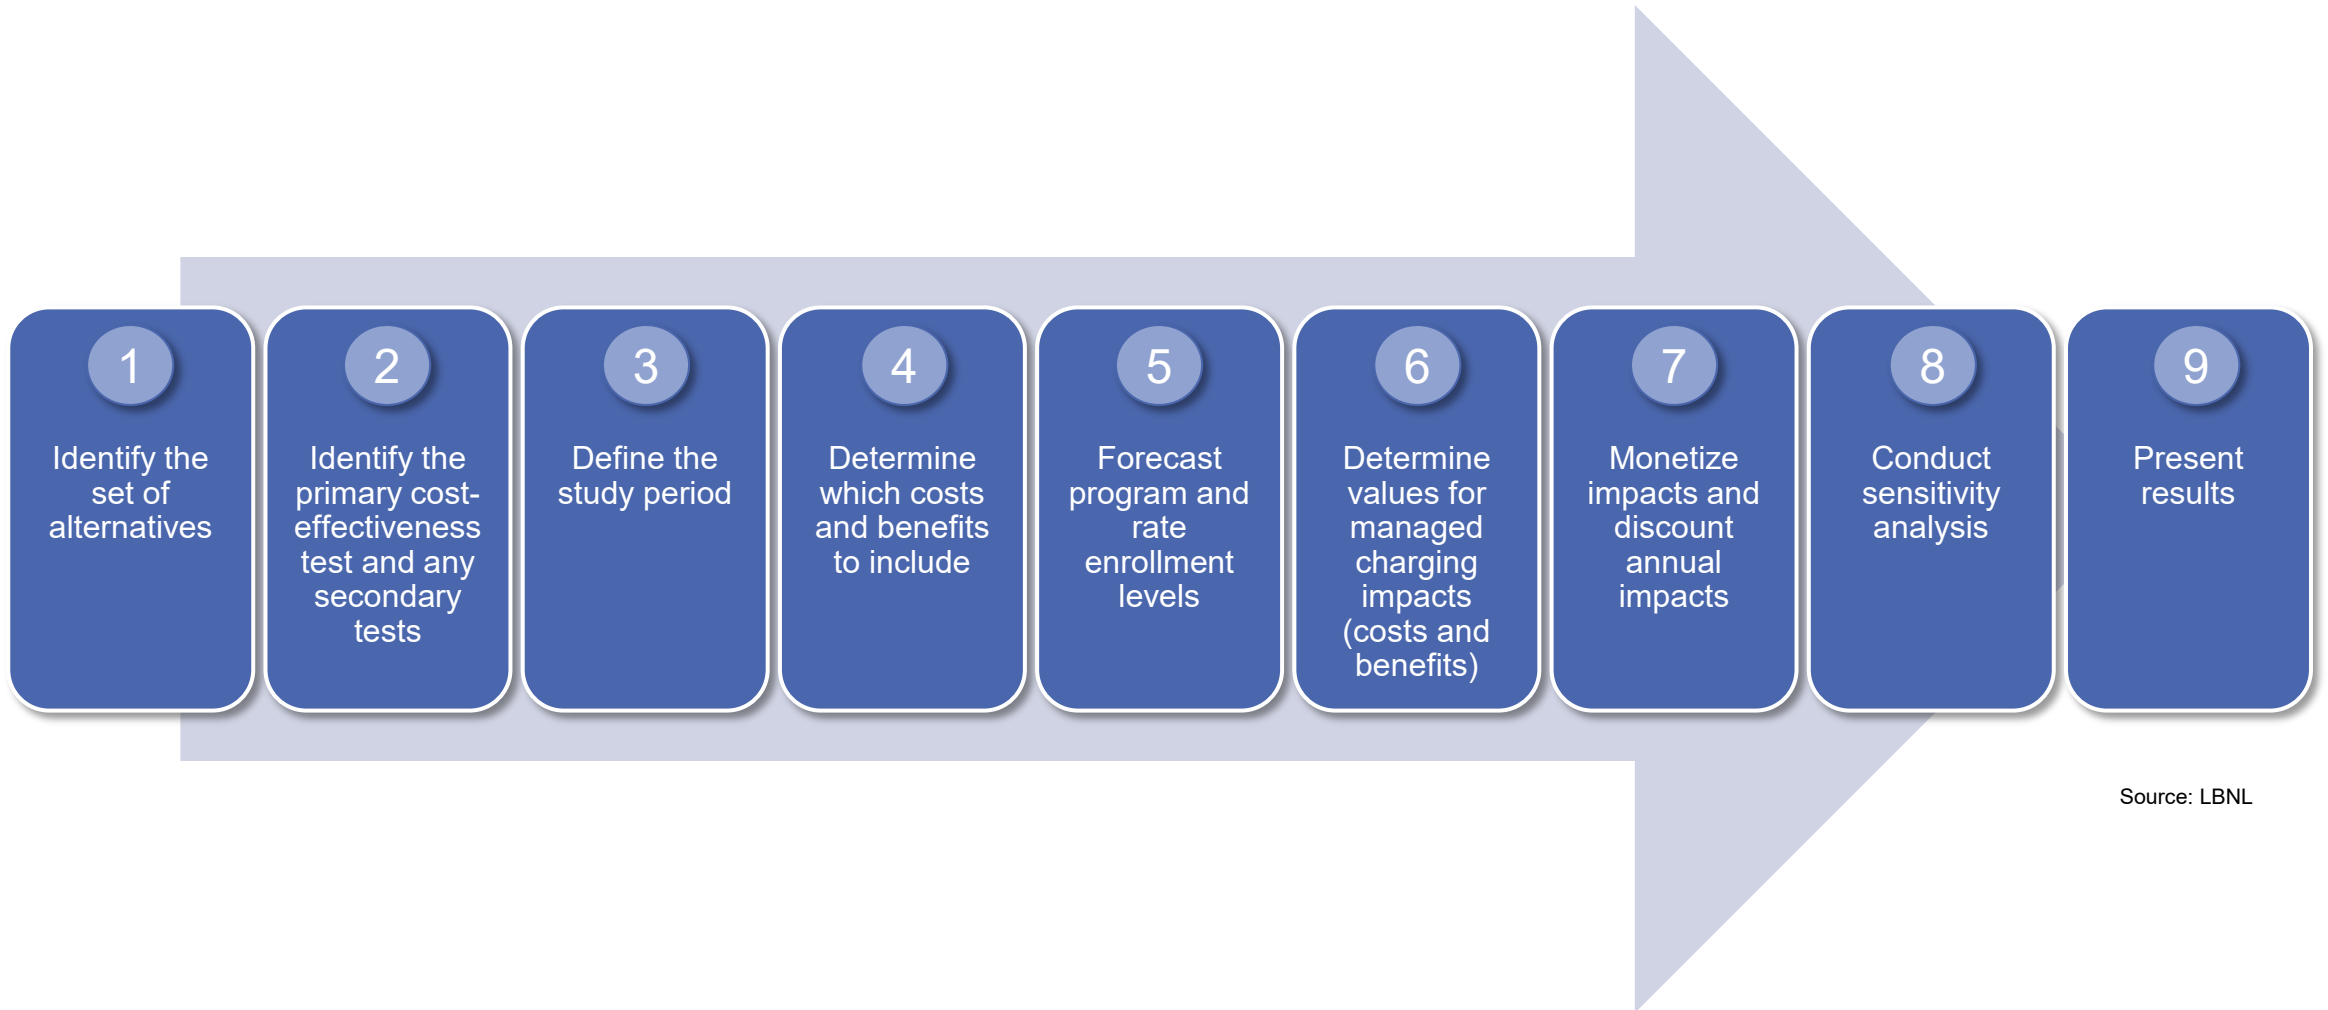 1
Identify the
set of
alternatives
2
Identify the
primary cost-
effectiveness
test and any
secondary
tests
3
Define the
study period
4
Determine
which costs
and benefits
to include
5
Forecast
program and
rate
enrollment
levels
6
Determine
values for
managed
charging
impacts
(costs and
benefits)
7
Monetize
impacts and
discount
annual
impacts
8
Conduct
sensitivity
analysis
9
Present
results
Source: LBNL